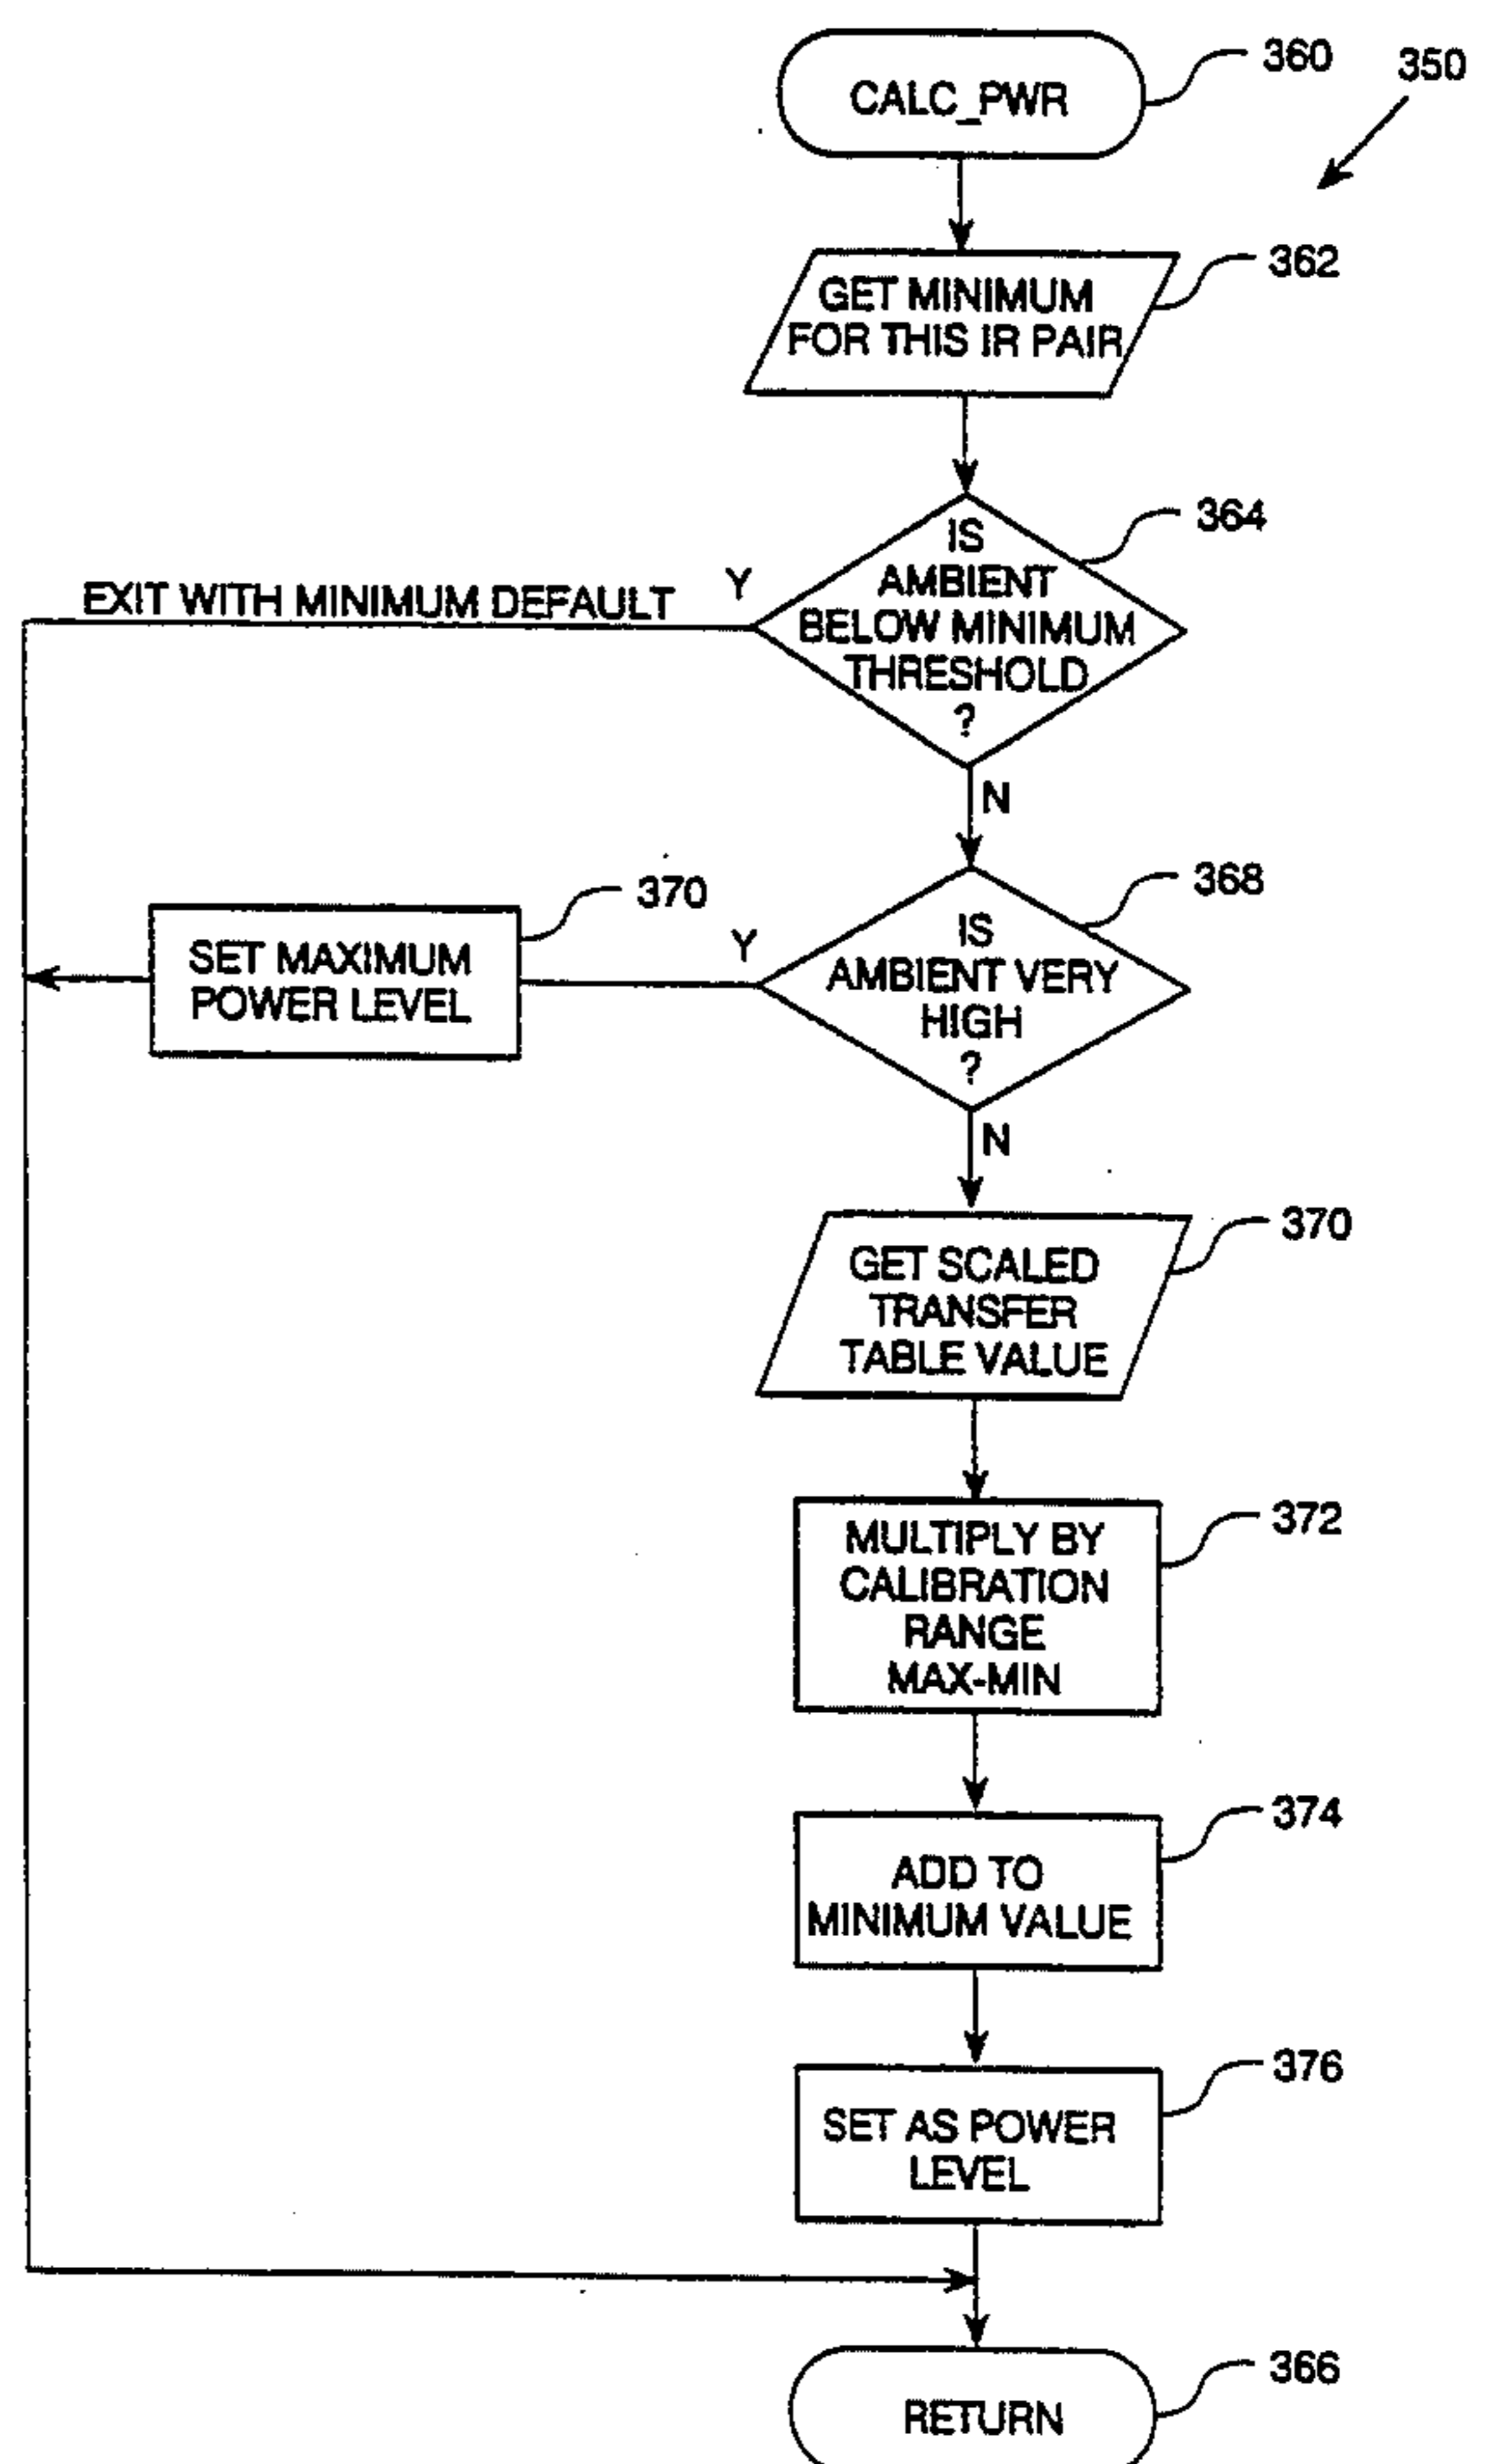 CALC_PWR
360
350
GET MINIMUM
FOR THIS IR PAIR
362
IS
AMBIENT
BELOW MINIMUM
THRESHOLD
?
364
Y
EXIT WITH MINIMUM DEFAULT
N
IS
AMBIENT VERY
HIGH
?
368
Y
SET MAXIMUM
POWER LEVEL
370
N
GET SCALED
TRANSFER
TABLE VALUE
370
MULTIPLY BY
CALIBRATION
RANGE
MAX-MIN
372
ADD TO
MINIMUM VALUE
374
SET AS POWER
LEVEL
376
RETURN
366